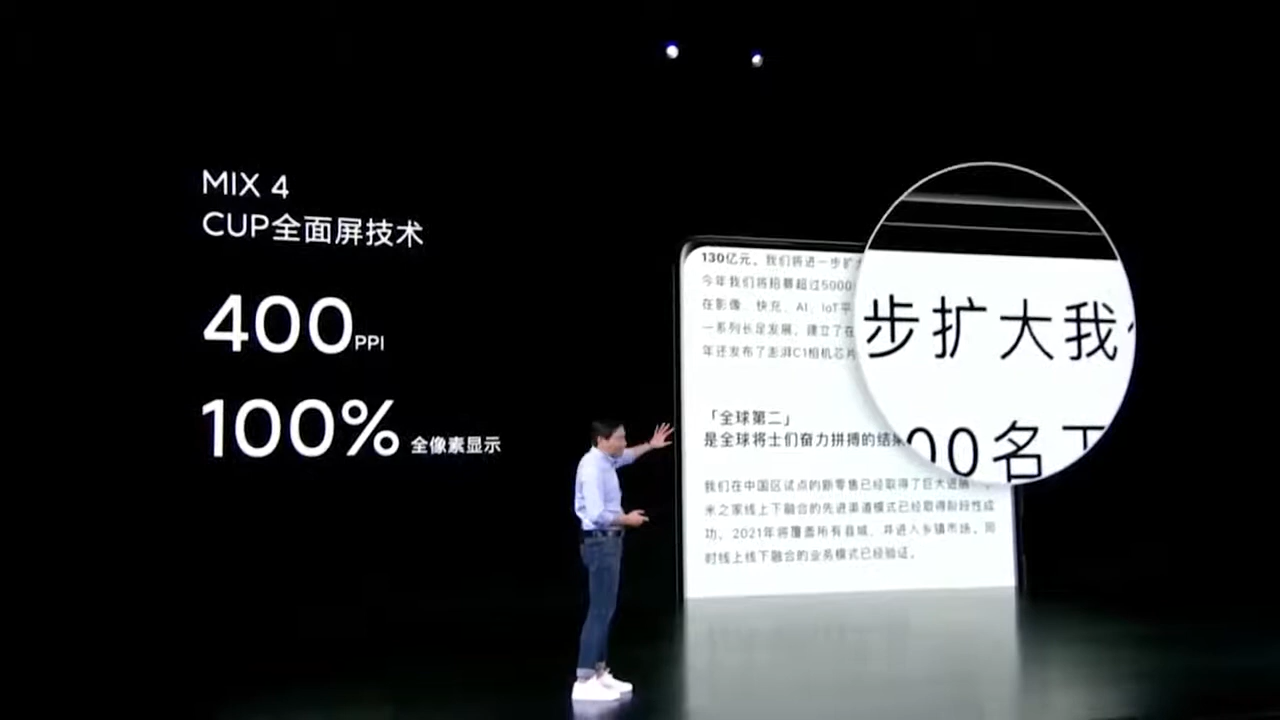 MIX 4
CUP全面屏技术
400PPI
100% 全像素显示
130亿元。我们将进一步扩
今年我们将招募超过5000
在影像、快充、AI、IoT平
一系列长足发展，建立了在
年还发布了澎湃C1相机芯片
步扩大我
00名工
「全球第二」
是全球将士们奋力拼搏的结果
我们在中国区试点的新零售已经取得了巨大进展
米之家线上下融合的先进渠道模式已经取得阶段性成
功。2021年将覆盖所有县城，并进入乡镇市场。同
时线上线下融合的业务模式已经验证。